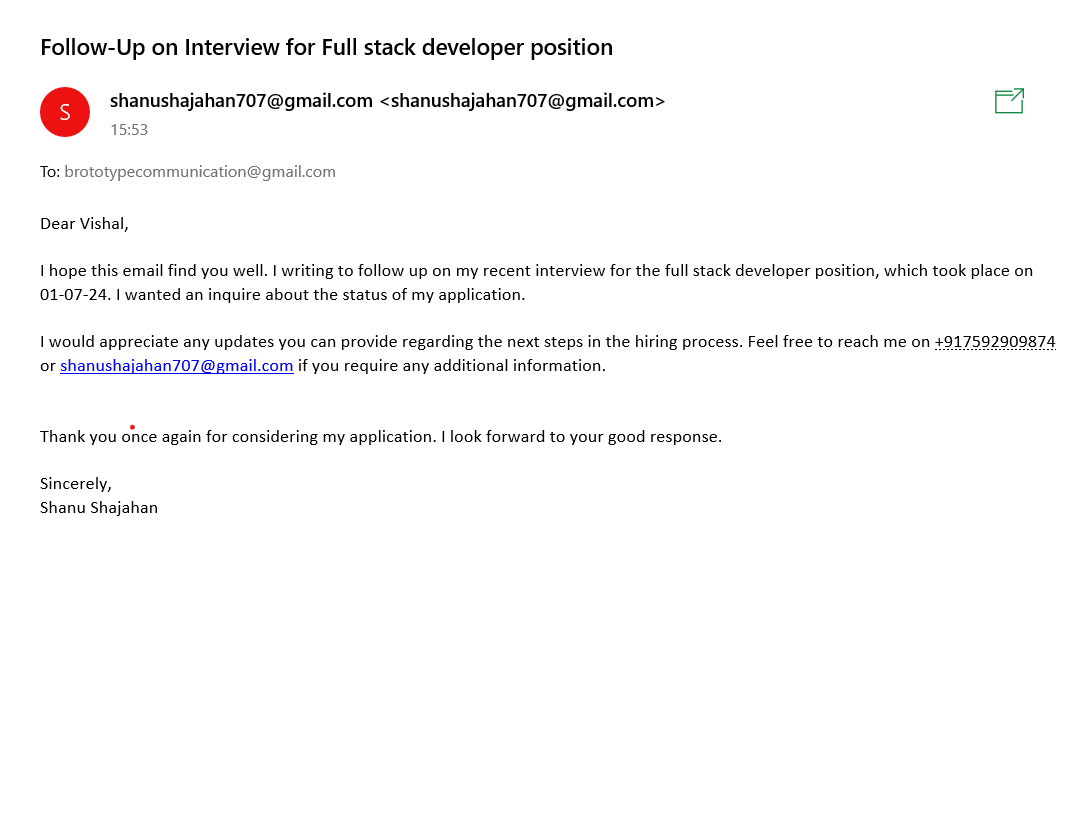 Follow-Up on Interview for Full stack developer position
S
shanushajahan707@gmail.com <shanushajahan707@gmail.com>
15:53
To: brototypecommunication@gmail.com
Dear Vishal,
I hope this email find you well. I writing to follow up on my recent interview for the full stack developer position, which took place on
01-07-24. I wanted an inquire about the status of my application.
I would appreciate any updates you can provide regarding the next steps in the hiring process. Feel free to reach me on +917592909874
or shanushajahan707@gmail.com if you require any additional information.
Thank you once again for considering my application. I look forward to your good response.
Sincerely,
Shanu Shajahan